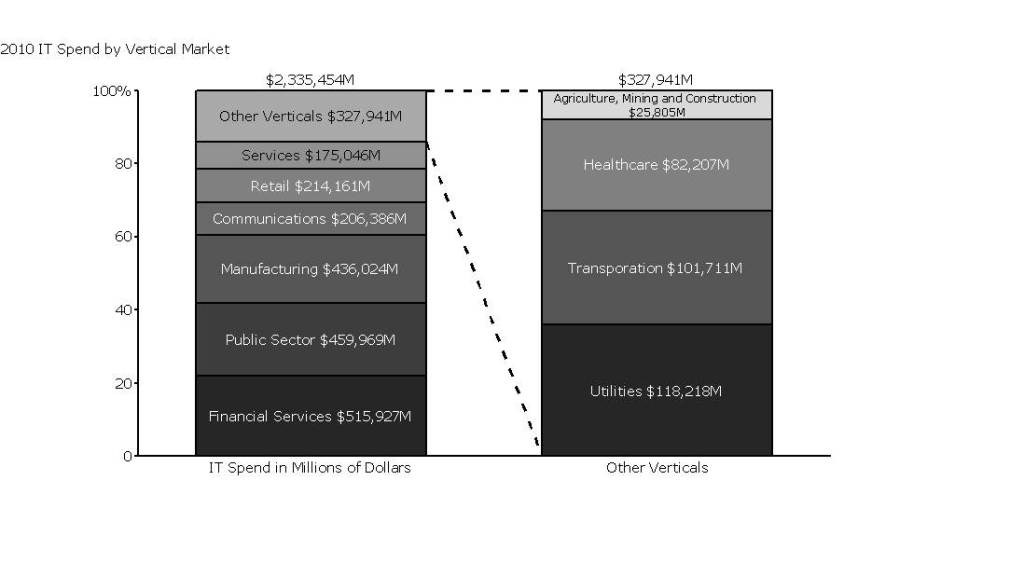 2010 IT Spend by Vertical Market
$2,335,454M
$327,941M
100%
80
60
40
20
0
Other Verticals $327,941M
Services $175,046M
Retail $214,161M
Communications $206,386M
Manufacturing $436,024M
Public Sector $459,969M
Financial Services $515,927M
Agriculture, Mining and Construction
$25,805M
Healthcare $82,207M
Transporation $101,711M
Utilities $118,218M
IT Spend in Millions of Dollars
Other Verticals